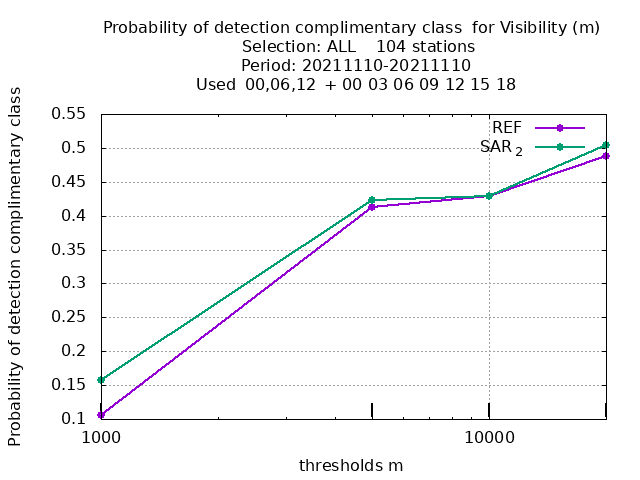 Probability of detection complimentary class  for Visibility (m)
Selection: ALL    104 stations
Period: 20211110-20211110
Used  00,06,12  + 00 03 06 09 12 15 18
Probability of detection complimentary class
0.55
0.5
0.45
0.4
0.35
0.3
0.25
0.2
0.15
0.1
REF
SAR 2
1000
10000
thresholds m